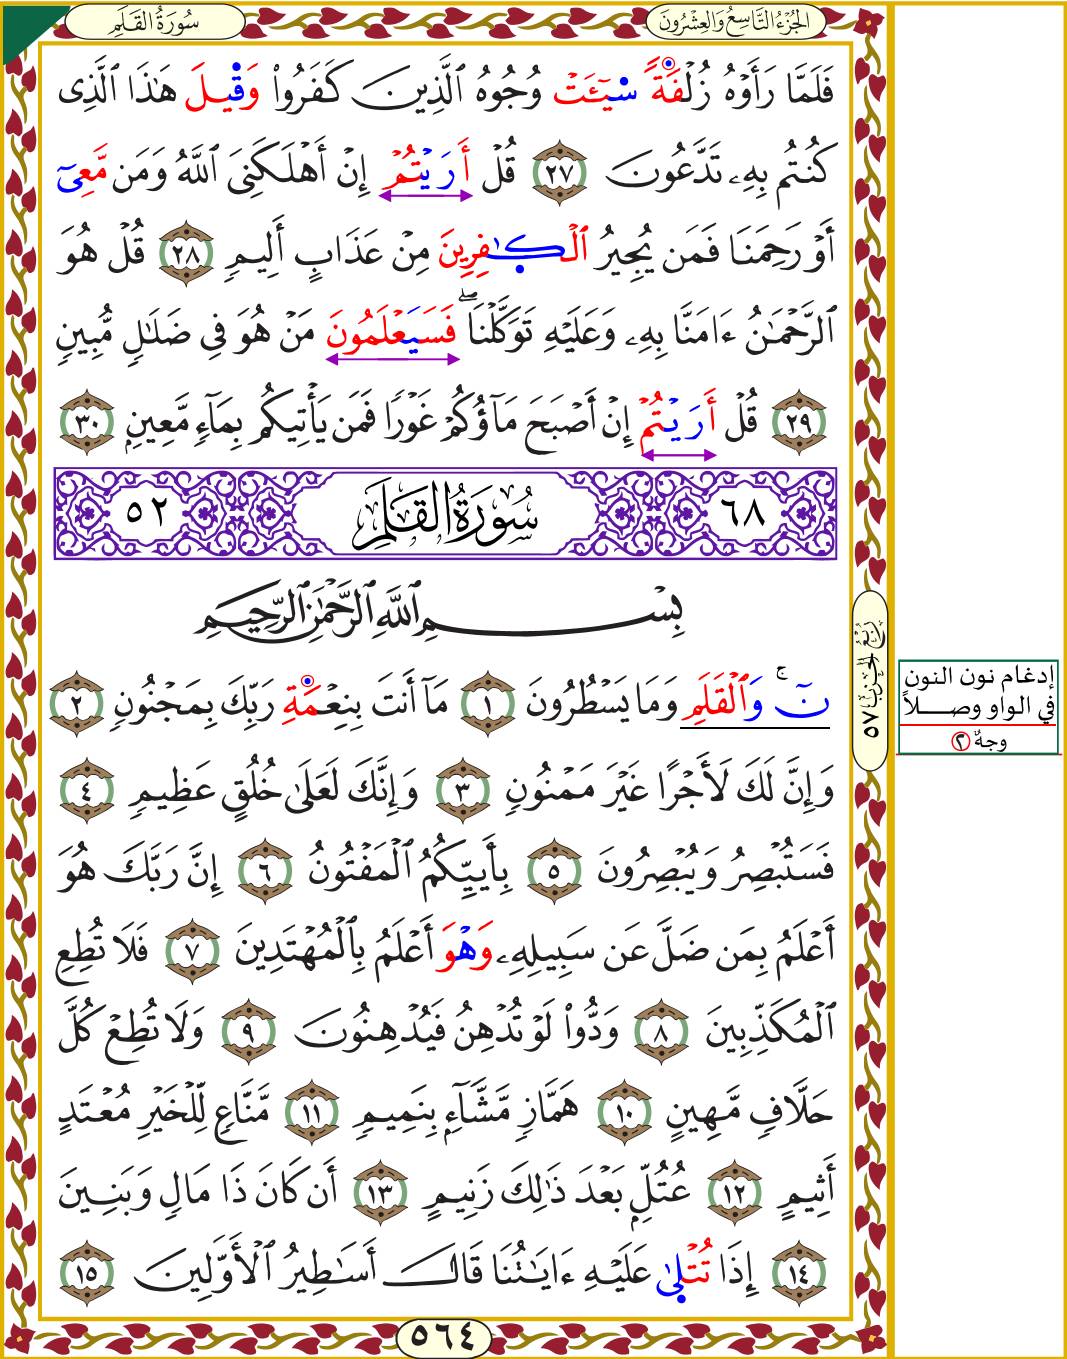 سُورَةُ القَلَمِ
الجُزْءُ التَّاسِعُ وَالعِشْرُونَ
فَلَمَّا رَأَوْهُ زُلْفَةً سِيٓـَٔتْ وُجُوهُ ٱلَّذِينَ كَفَرُواْ وَقِيلَ هَٰذَا ٱلَّذِى
كُنتُم بِهِۦ تَدَّعُونَ ٢٧ قُلْ أَرَيْتُمْ إِنْ أَهْلَكَنِىَ ٱللَّهُ وَمَن مَّعِىٓ
أَوْ رَحِمَنَا فَمَن يُجِيرُ ٱلْكَٰفِرِينَ مِنْ عَذَابٍ أَلِيمٍ ٢٨ قُلْ هُوَ
ٱلرَّحْمَٰنُ ءَامَنَّا بِهِۦ وَعَلَيْهِ تَوَكَّلْنَا ۖ فَسَيَعْلَمُونَ مَنْ هُوَ فِى ضَلَٰلٍ مُّبِينٍ
٢٩ قُلْ أَرَيْتُمْ إِنْ أَصْبَحَ مَآؤُكُمْ غَوْرًا فَمَن يَأْتِيكُم بِمَآءٍ مَّعِينٍ ٣٠
٦٨ سُورَةُ القَلَمِ ٥٢
بِسْمِ ٱللَّهِ ٱلرَّحْمَٰنِ ٱلرَّحِيمِ
نٓ ۚ وَٱلْقَلَمِ وَمَا يَسْطُرُونَ ١ مَآ أَنتَ بِنِعْمَةِ رَبِّكَ بِمَجْنُونٍ ٢
وَإِنَّ لَكَ لَأَجْرًا غَيْرَ مَمْنُونٍ ٣ وَإِنَّكَ لَعَلَىٰ خُلُقٍ عَظِيمٍ ٤
فَسَتُبْصِرُ وَيُبْصِرُونَ ٥ بِأَييِّكُمُ ٱلْمَفْتُونُ ٦ إِنَّ رَبَّكَ هُوَ
أَعْلَمُ بِمَن ضَلَّ عَن سَبِيلِهِۦ وَهْوَ أَعْلَمُ بِٱلْمُهْتَدِينَ ٧ فَلَا تُطِعِ
ٱلْمُكَذِّبِينَ ٨ وَدُّواْ لَوْ تُدْهِنُ فَيُدْهِنُونَ ٩ وَلَا تُطِعْ كُلَّ
حَلَّافٍ مَّهِينٍ ١٠ هَمَّازٍ مَّشَّآءٍ بِنَمِيمٍ ١١ مَّنَّاعٍ لِّلْخَيْرِ مُعْتَدٍ
أَثِيمٍ ١٢ عُتُلٍّ بَعْدَ ذَٰلِكَ زَنِيمٍ ١٣ أَن كَانَ ذَا مَالٍ وَبَنِينَ
١٤ إِذَا تُتْلَىٰ عَلَيْهِ ءَايَٰتُنَا قَالَ أَسَٰطِيرُ ٱلْأَوَّلِينَ ١٥
رُبْعُ الحِزْبِ ٥٧
إدغام نون النون
في الواو وصلاً
وجهٌ ٢
٥٦٤